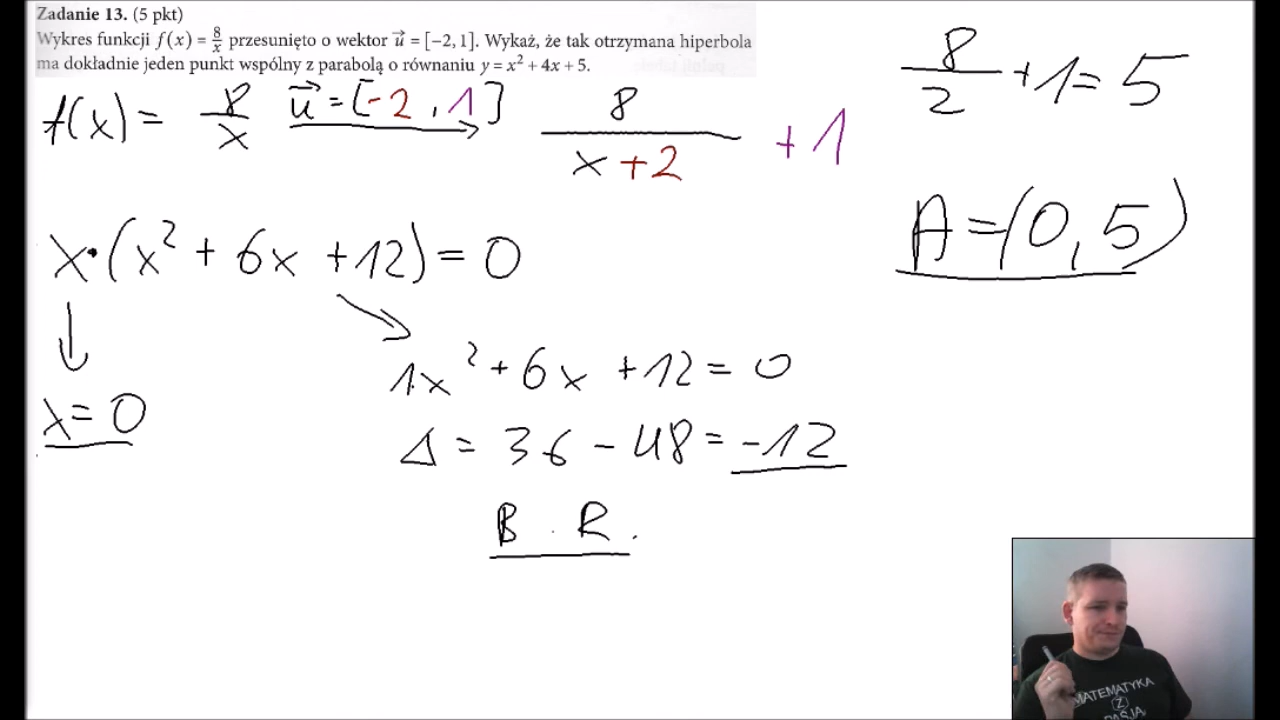 Zadanie 13. (5 pkt)
Wykres funkcji f(x) = 8/x przesunięto o wektor u⃗ = [−2, 1]. Wykaż, że tak otrzymana hiperbola
ma dokładnie jeden punkt wspólny z parabolą o równaniu y = x² + 4x + 5.
f(x) = 8/x u⃗ = [-2, 1] 8/(x+2) + 1
8/2 + 1 = 5
A = (0, 5)
x·(x² + 6x + 12) = 0
x = 0
1x² + 6x + 12 = 0
Δ = 36 - 48 = -12
B. R.
MATEMATYKA
(Z)
PASJĄ